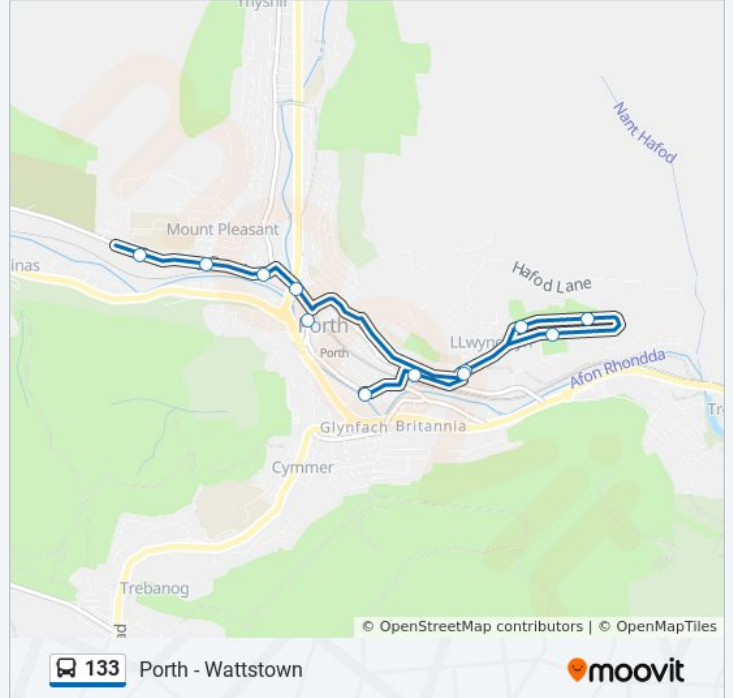 Ynyshir
Nant Hafod
Mount Pleasant
inas
Hafod Lane
Porth
Porth
Afon Rhondda
Glynfach Britannia
Cymmer
Trebanog
© OpenStreetMap contributors | © OpenMapTiles
133 Porth - Wattstown
moovit